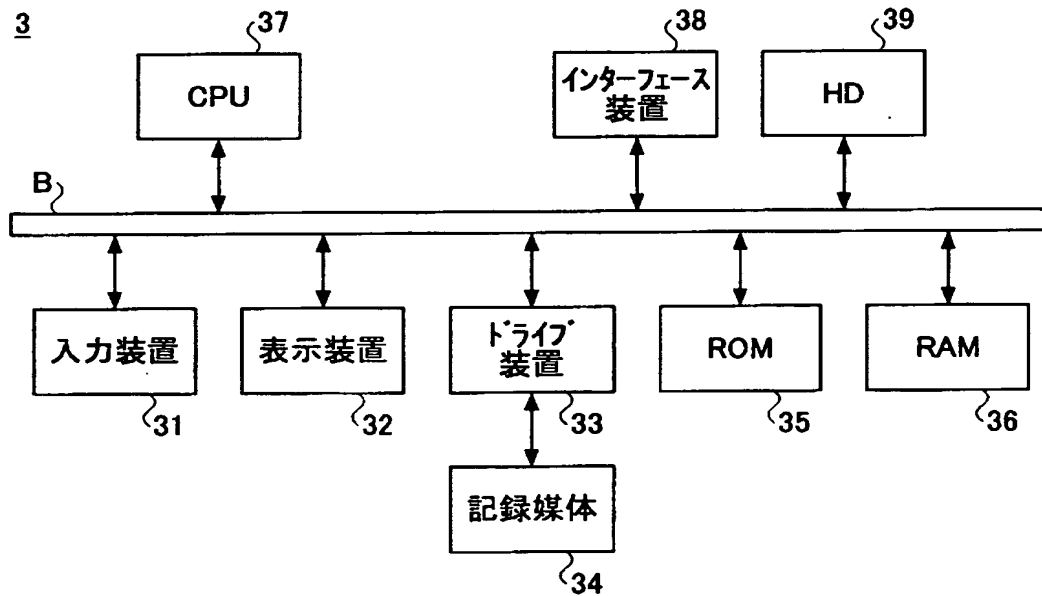 3
37
38
39
CPU
インターフェース
装置
HD
B
入力装置
表示装置
ドライブ
装置
ROM
RAM
31
32
33
35
36
記録媒体
34